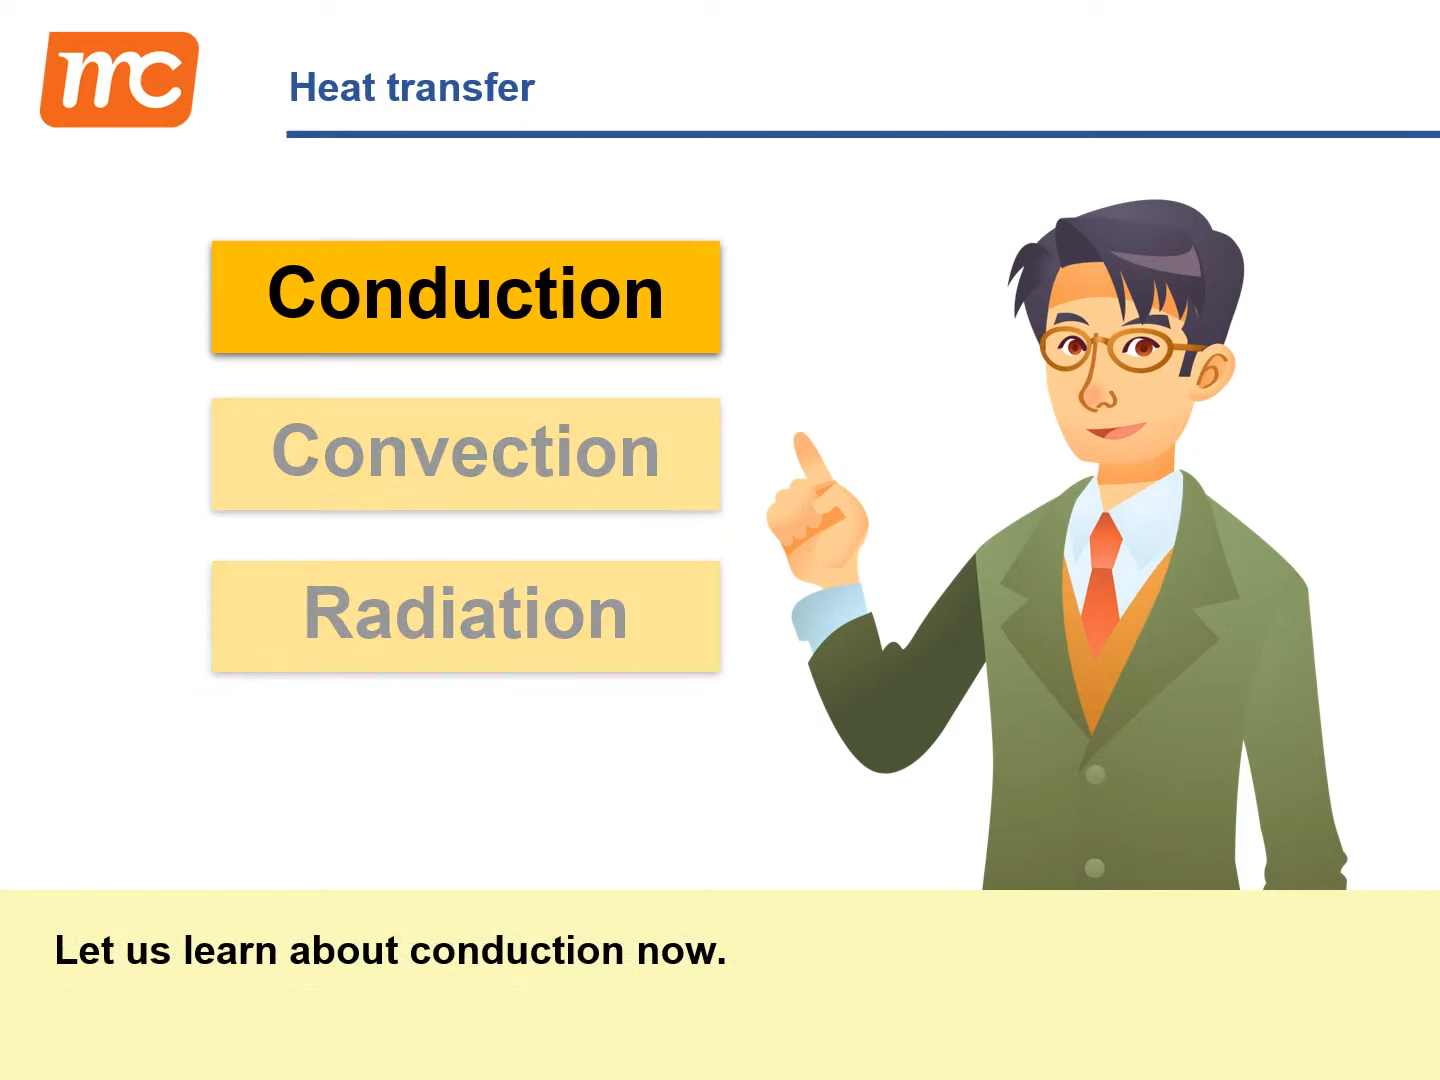 mc
Heat transfer
Conduction
Convection
Radiation
Let us learn about conduction now.